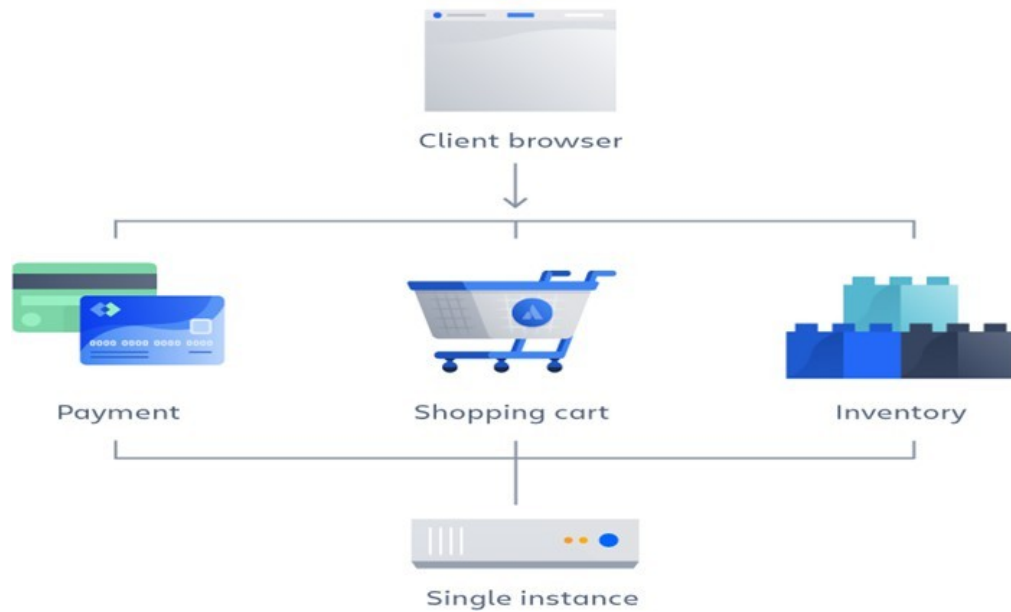 Client browser
Payment
Shopping cart
Inventory
Single instance